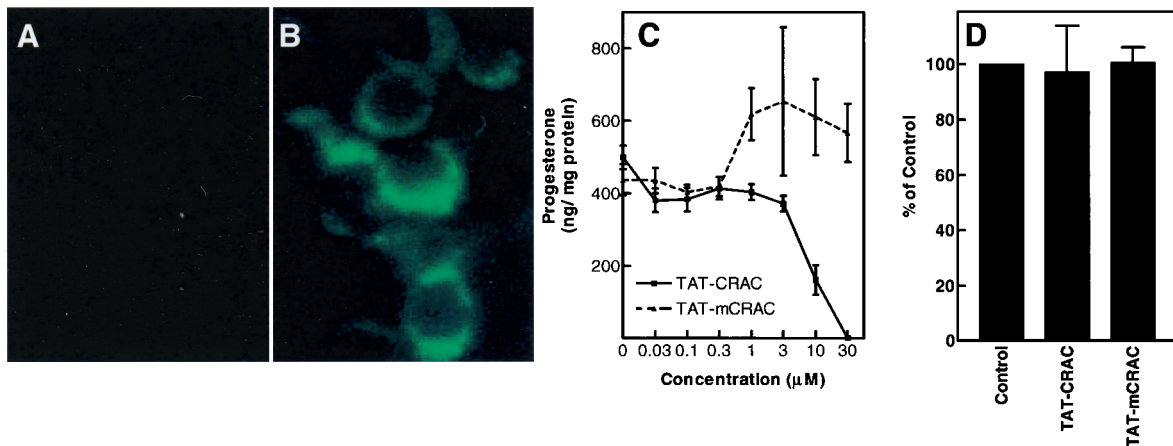 A
B
C
D
Progesterone
(ng/ mg protein)
800
600
400
200
TAT-CRAC
TAT-mCRAC
0 0.03 0.1 0.3 1 3 10 30
Concentration (μM)
% of Control
100
80
60
40
20
0
Control
TAT-CRAC
TAT-mCRAC